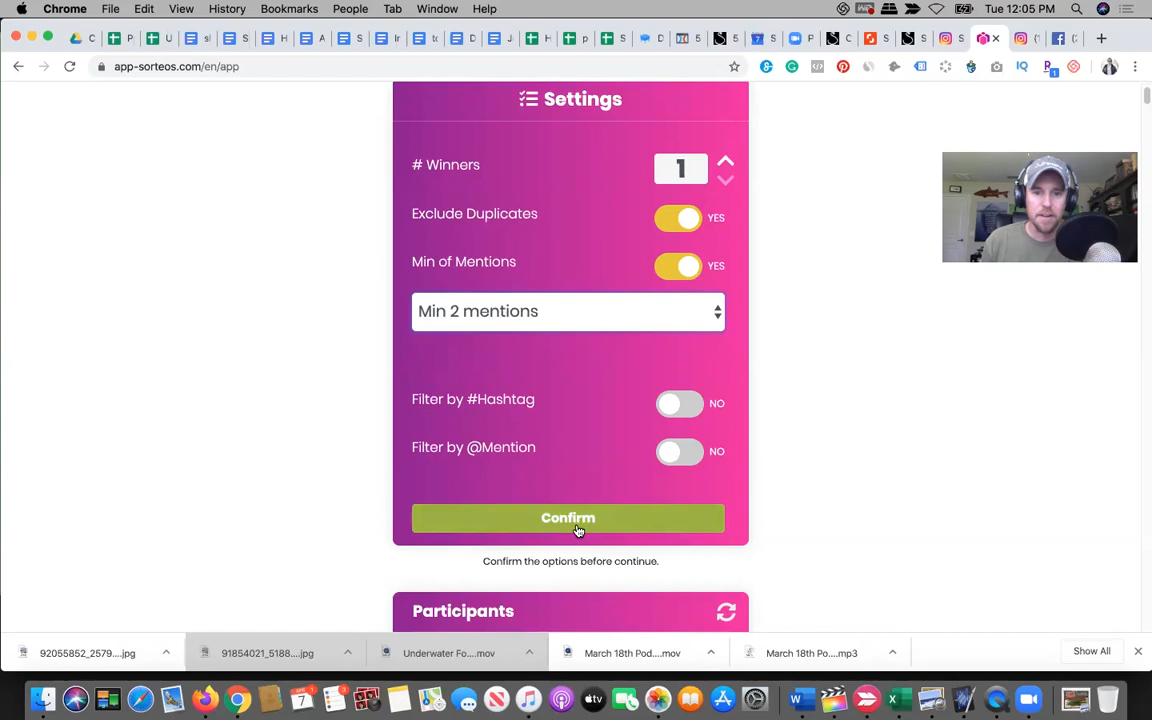 Chrome File Edit View History Bookmarks People Tab Window Help Tue 12:05 PM
app-sorteos.com/en/app
Settings
# Winners 1
Exclude Duplicates YES
Min of Mentions YES
Min 2 mentions
Filter by #Hashtag NO
Filter by @Mention NO
Confirm
Confirm the options before continue.
Participants
92055852_2579....jpg 91854021_5188....jpg Underwater Fo....mov March 18th Pod....mov March 18th Po....mp3 Show All